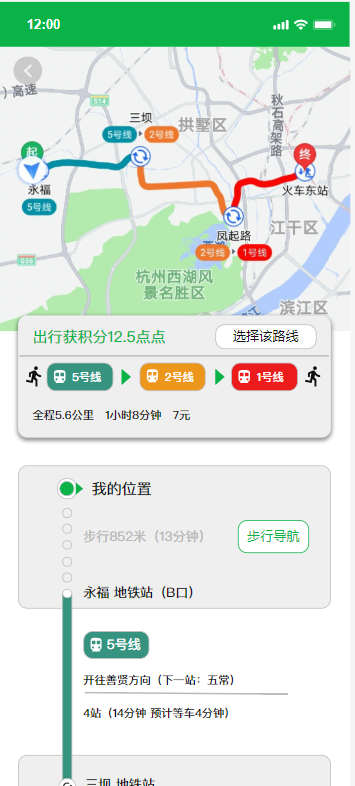 12:00
）高速
S14
三坝
5号线 2号线
拱墅区
秋石高架路
起
终
永福
5号线
火车东站
凤起路
2号线 1号线
江干区
G56
杭州西湖风
景名胜区
滨江区
出行获积分12.5点点
选择该路线
5号线 2号线 1号线
全程5.6公里 1小时8分钟 7元
我的位置
步行852米（13分钟）
步行导航
永福 地铁站（B口）
5号线
开往善贤方向（下一站：五常）
4站（14分钟 预计等车4分钟）
三坝 地铁站